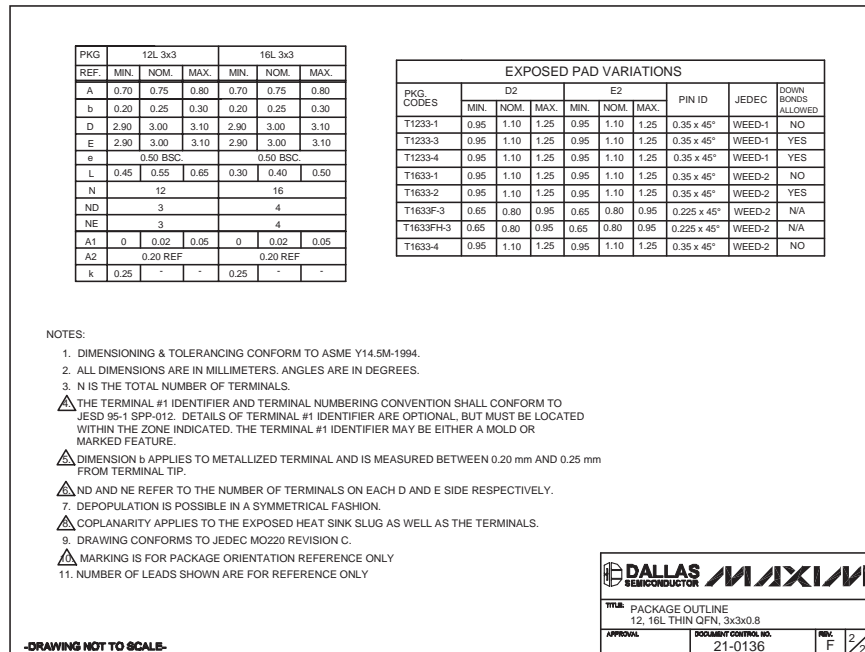 PKG 12L 3x3 16L 3x3
REF. MIN. NOM. MAX. MIN. NOM. MAX.
A 0.70 0.75 0.80 0.70 0.75 0.80
b 0.20 0.25 0.30 0.20 0.25 0.30
D 2.90 3.00 3.10 2.90 3.00 3.10
E 2.90 3.00 3.10 2.90 3.00 3.10
e 0.50 BSC. 0.50 BSC.
L 0.45 0.55 0.65 0.30 0.40 0.50
N 12 16
ND 3 4
NE 3 4
A1 0 0.02 0.05 0 0.02 0.05
A2 0.20 REF 0.20 REF
k 0.25 - - 0.25 - -
EXPOSED PAD VARIATIONS
PKG. CODES D2 E2 PIN ID JEDEC DOWN BONDS ALLOWED
MIN. NOM. MAX. MIN. NOM. MAX.
T1233-1 0.95 1.10 1.25 0.95 1.10 1.25 0.35 x 45° WEED-1 NO
T1233-3 0.95 1.10 1.25 0.95 1.10 1.25 0.35 x 45° WEED-1 YES
T1233-4 0.95 1.10 1.25 0.95 1.10 1.25 0.35 x 45° WEED-1 YES
T1633-1 0.95 1.10 1.25 0.95 1.10 1.25 0.35 x 45° WEED-2 NO
T1633-2 0.95 1.10 1.25 0.95 1.10 1.25 0.35 x 45° WEED-2 YES
T1633F-3 0.65 0.80 0.95 0.65 0.80 0.95 0.225 x 45° WEED-2 N/A
T1633FH-3 0.65 0.80 0.95 0.65 0.80 0.95 0.225 x 45° WEED-2 N/A
T1633-4 0.95 1.10 1.25 0.95 1.10 1.25 0.35 x 45° WEED-2 NO
NOTES:
1. DIMENSIONING & TOLERANCING CONFORM TO ASME Y14.5M-1994.
2. ALL DIMENSIONS ARE IN MILLIMETERS. ANGLES ARE IN DEGREES.
3. N IS THE TOTAL NUMBER OF TERMINALS.
4. THE TERMINAL #1 IDENTIFIER AND TERMINAL NUMBERING CONVENTION SHALL CONFORM TO
JESD 95-1 SPP-012. DETAILS OF TERMINAL #1 IDENTIFIER ARE OPTIONAL, BUT MUST BE LOCATED
WITHIN THE ZONE INDICATED. THE TERMINAL #1 IDENTIFIER MAY BE EITHER A MOLD OR
MARKED FEATURE.
5. DIMENSION b APPLIES TO METALLIZED TERMINAL AND IS MEASURED BETWEEN 0.20 mm AND 0.25 mm
FROM TERMINAL TIP.
6. ND AND NE REFER TO THE NUMBER OF TERMINALS ON EACH D AND E SIDE RESPECTIVELY.
7. DEPOPULATION IS POSSIBLE IN A SYMMETRICAL FASHION.
8. COPLANARITY APPLIES TO THE EXPOSED HEAT SINK SLUG AS WELL AS THE TERMINALS.
9. DRAWING CONFORMS TO JEDEC MO220 REVISION C.
10. MARKING IS FOR PACKAGE ORIENTATION REFERENCE ONLY
11. NUMBER OF LEADS SHOWN ARE FOR REFERENCE ONLY
-DRAWING NOT TO SCALE-
DALLAS SEMICONDUCTOR MAXIM
TITLE: PACKAGE OUTLINE
12, 16L THIN QFN, 3x3x0.8
APPROVAL DOCUMENT CONTROL NO. REV.
21-0136 F 2/2